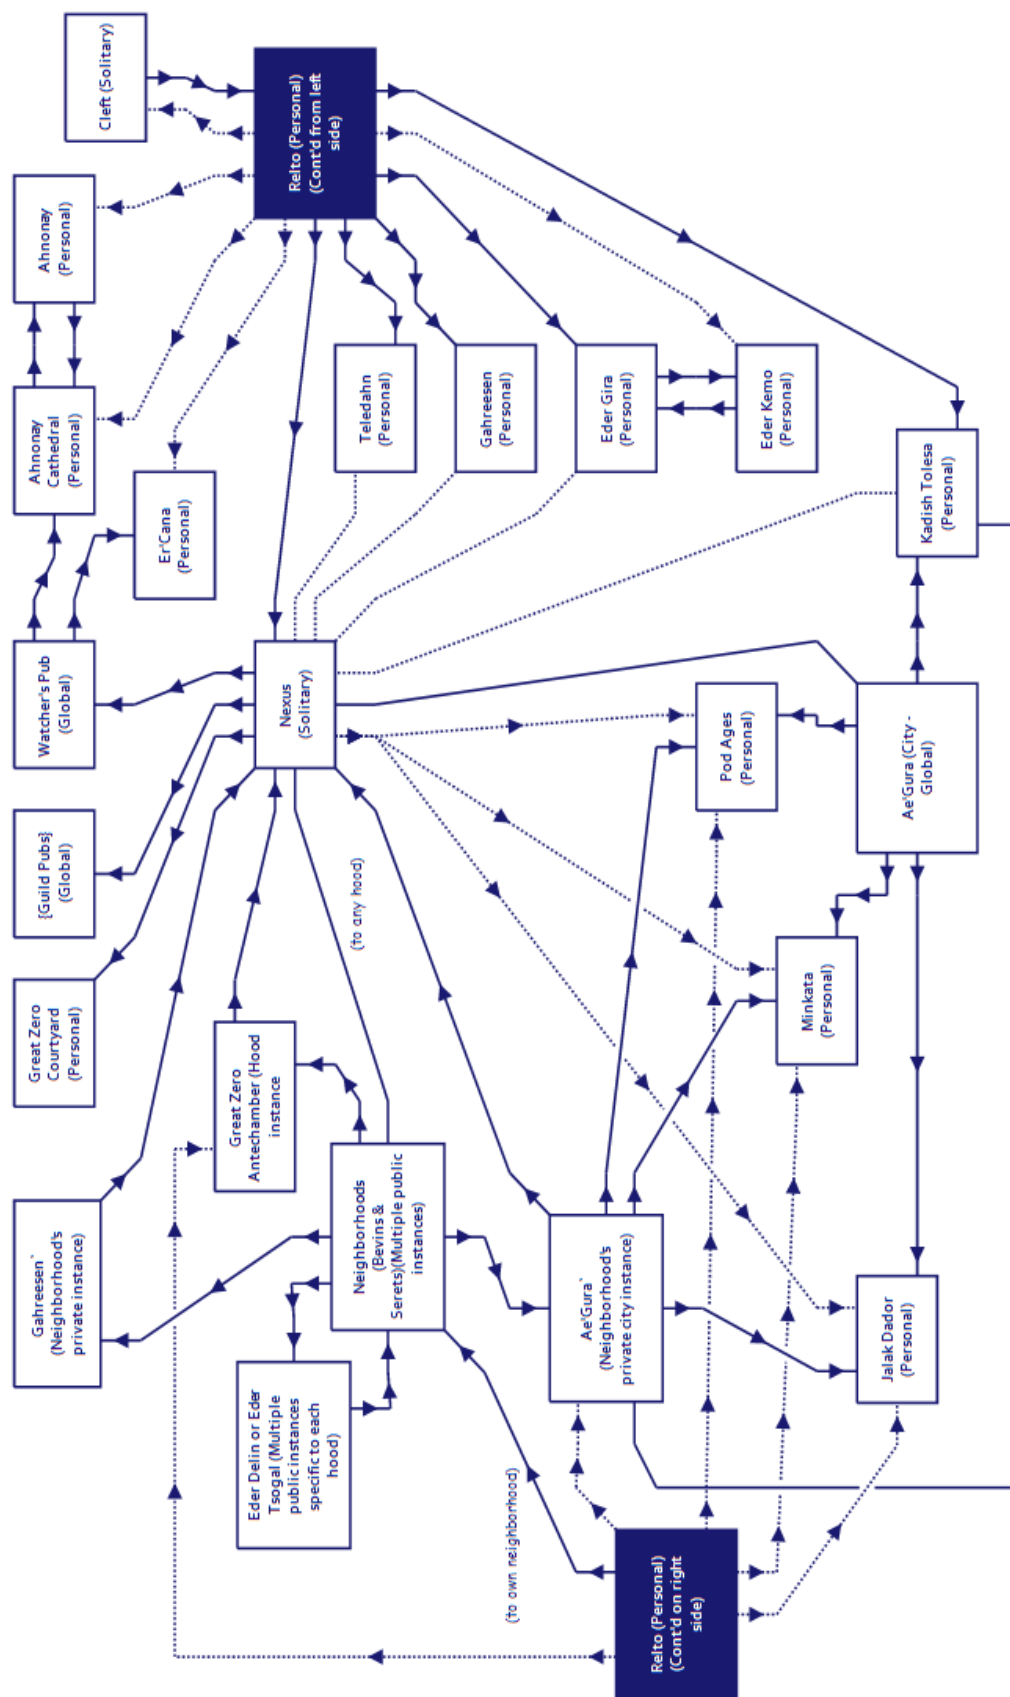 Gahreesen`
(Neighborhood's
private instance)
Great Zero
Courtyard
(Personal)
{Guild Pubs}
(Global)
Watcher's Pub
(Global)
Ahnonay
Cathedral
(Personal)
Ahnonay
(Personal)
Cleft (Solitary)
Er'Cana
(Personal)
Great Zero
Antechamber (Hood
instance
Eder Delin or Eder
Tsogal (Multiple
public instances
specific to each
hood)
Nexus
(Solitary)
Relto (Personal)
(Cont'd from left
side)
Neighborhoods
(Bevins &
Serets)(Multiple public
instances)
(to any hood)
Teledahn
(Personal)
Gahreesen
(Personal)
(to own neighborhood)
Ae'Gura`
(Neighborhood's
private city instance)
Eder Gira
(Personal)
Relto (Personal)
(Cont'd on right
side)
Pod Ages
(Personal)
Eder Kemo
(Personal)
Minkata
(Personal)
Jalak Dador
(Personal)
Ae'Gura (City -
Global)
Kadish Tolesa
(Personal)